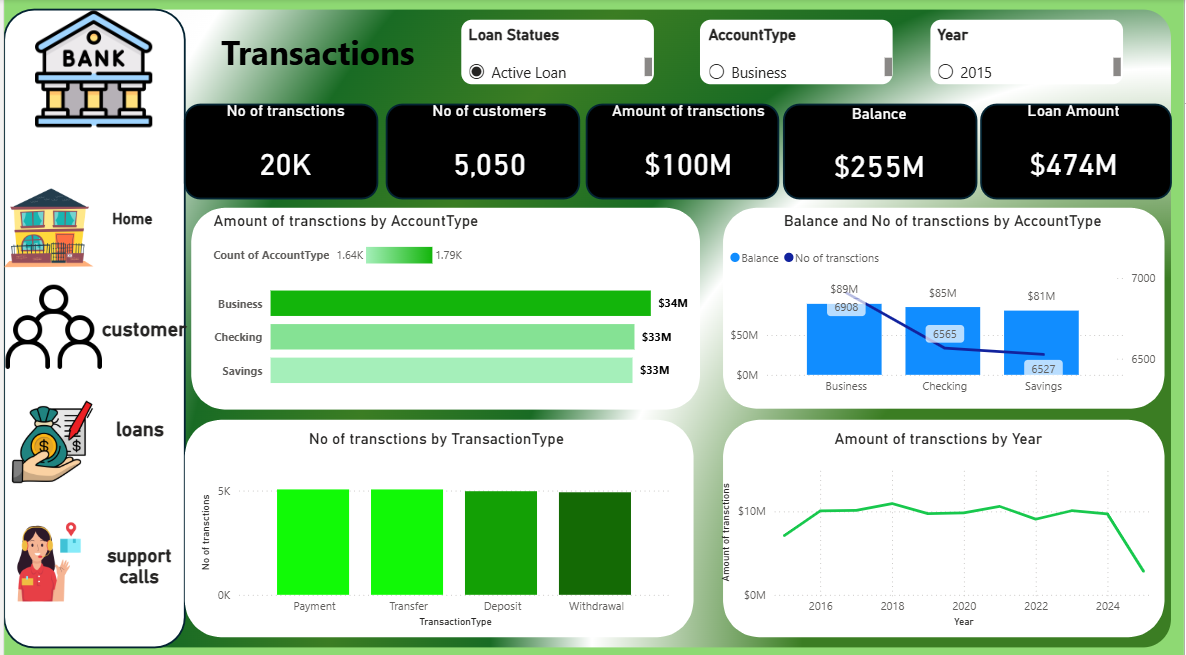 BANK
Transactions
Loan Statues
Active Loan
AccountType
Business
Year
2015
No of transctions
20K
No of customers
5,050
Amount of transctions
$100M
Balance
$255M
Loan Amount
$474M
Home
customer
loans
$
$
support
calls
Amount of transctions by AccountType
Count of AccountType 1.64K 1.79K
Business $34M
Checking $33M
Savings $33M
Balance and No of transctions by AccountType
Balance No of transctions
7000
$89M $85M $81M
6908
6565
$50M
6500
6527
$0M
Business Checking Savings
No of transctions by TransactionType
No of transctions
5K
0K
Payment Transfer Deposit Withdrawal
TransactionType
Amount of transctions by Year
Amount of transctions
$10M
$0M
2016 2018 2020 2022 2024
Year